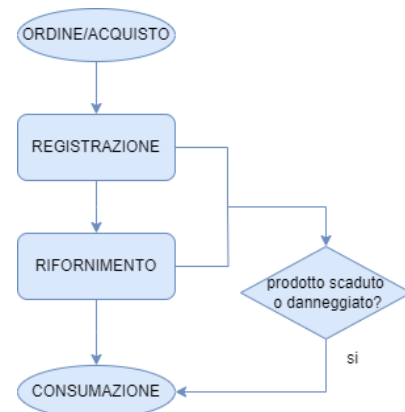 ORDINE/ACQUISTO
REGISTRAZIONE
RIFORNIMENTO
prodotto scaduto
o danneggiato?
si
CONSUMAZIONE